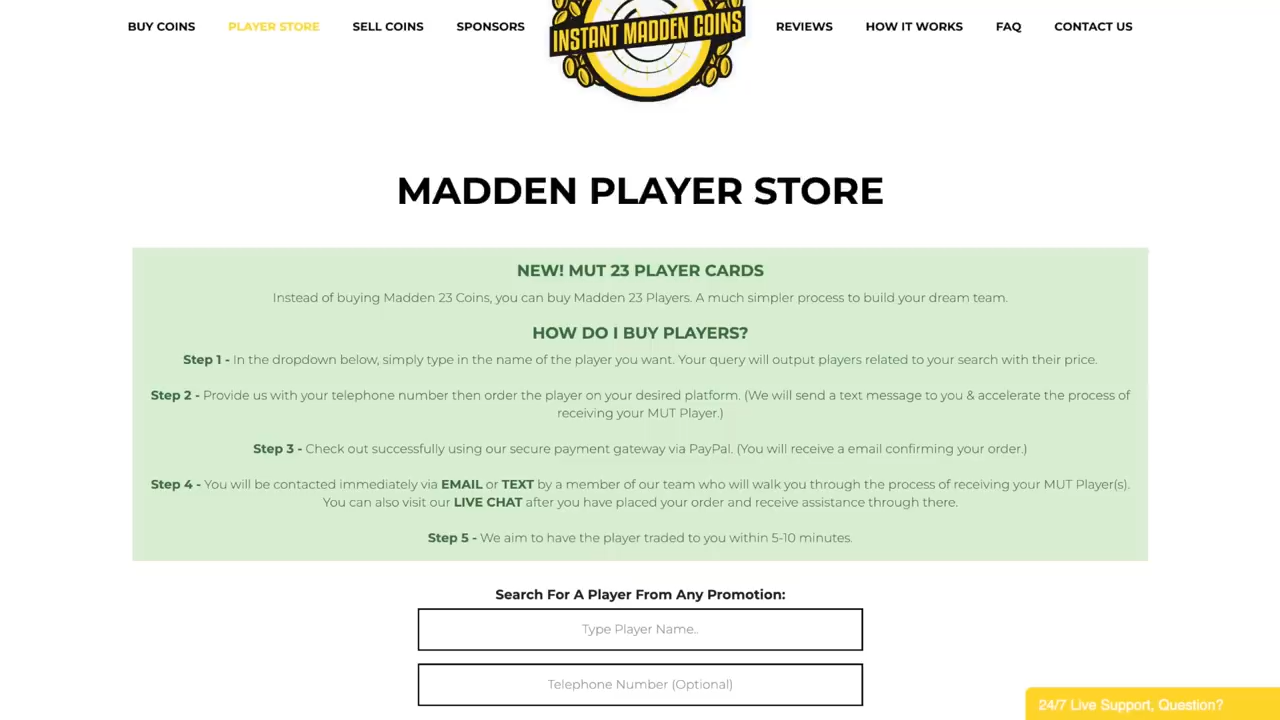 BUY COINS
PLAYER STORE
SELL COINS
SPONSORS
INSTANT MADDEN COINS
REVIEWS
HOW IT WORKS
FAQ
CONTACT US
MADDEN PLAYER STORE
NEW! MUT 23 PLAYER CARDS
Instead of buying Madden 23 Coins, you can buy Madden 23 Players. A much simpler process to build your dream team.
HOW DO I BUY PLAYERS?
Step 1 - In the dropdown below, simply type in the name of the player you want. Your query will output players related to your search with their price.
Step 2 - Provide us with your telephone number then order the player on your desired platform. (We will send a text message to you & accelerate the process of
receiving your MUT Player.)
Step 3 - Check out successfully using our secure payment gateway via PayPal. (You will receive a email confirming your order.)
Step 4 - You will be contacted immediately via EMAIL or TEXT by a member of our team who will walk you through the process of receiving your MUT Player(s).
You can also visit our LIVE CHAT after you have placed your order and receive assistance through there.
Step 5 - We aim to have the player traded to you within 5-10 minutes.
Search For A Player From Any Promotion:
Type Player Name..
Telephone Number (Optional)
24/7 Live Support, Question?